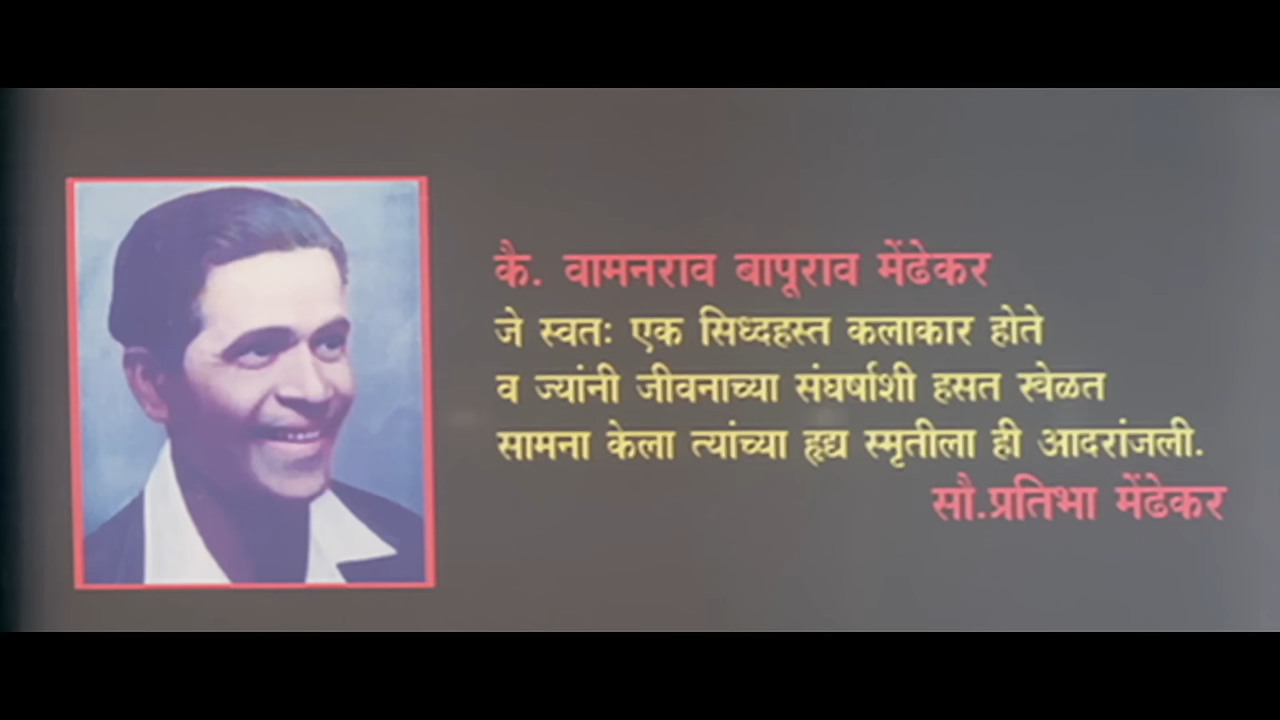 कै. वामनराव बापूराव मेंढेकर
जे स्वतः एक सिध्दहस्त कलाकार होते
व ज्यांनी जीवनाच्या संघर्षाशी हसत खेळत
सामना केला त्यांच्या हृद्य स्मृतीला ही आदरांजली.
सौ.प्रतिभा मेंढेकर